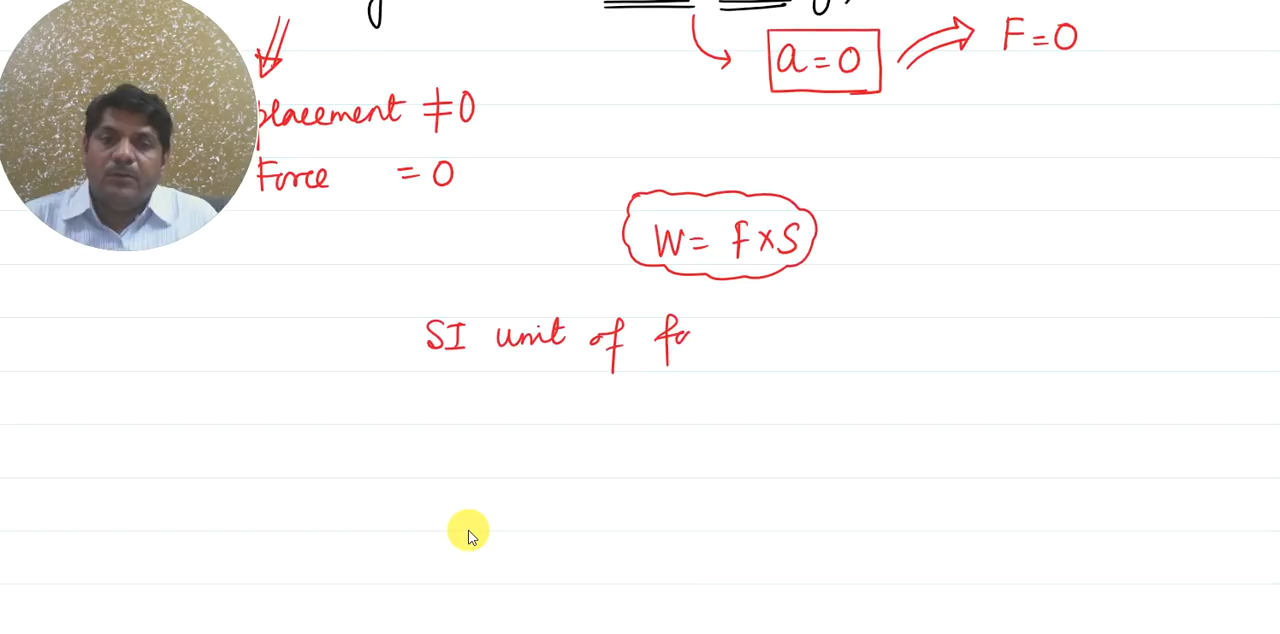 a = 0 F = 0
placement ≠ 0
Force = 0
W = F × S
SI unit of fo